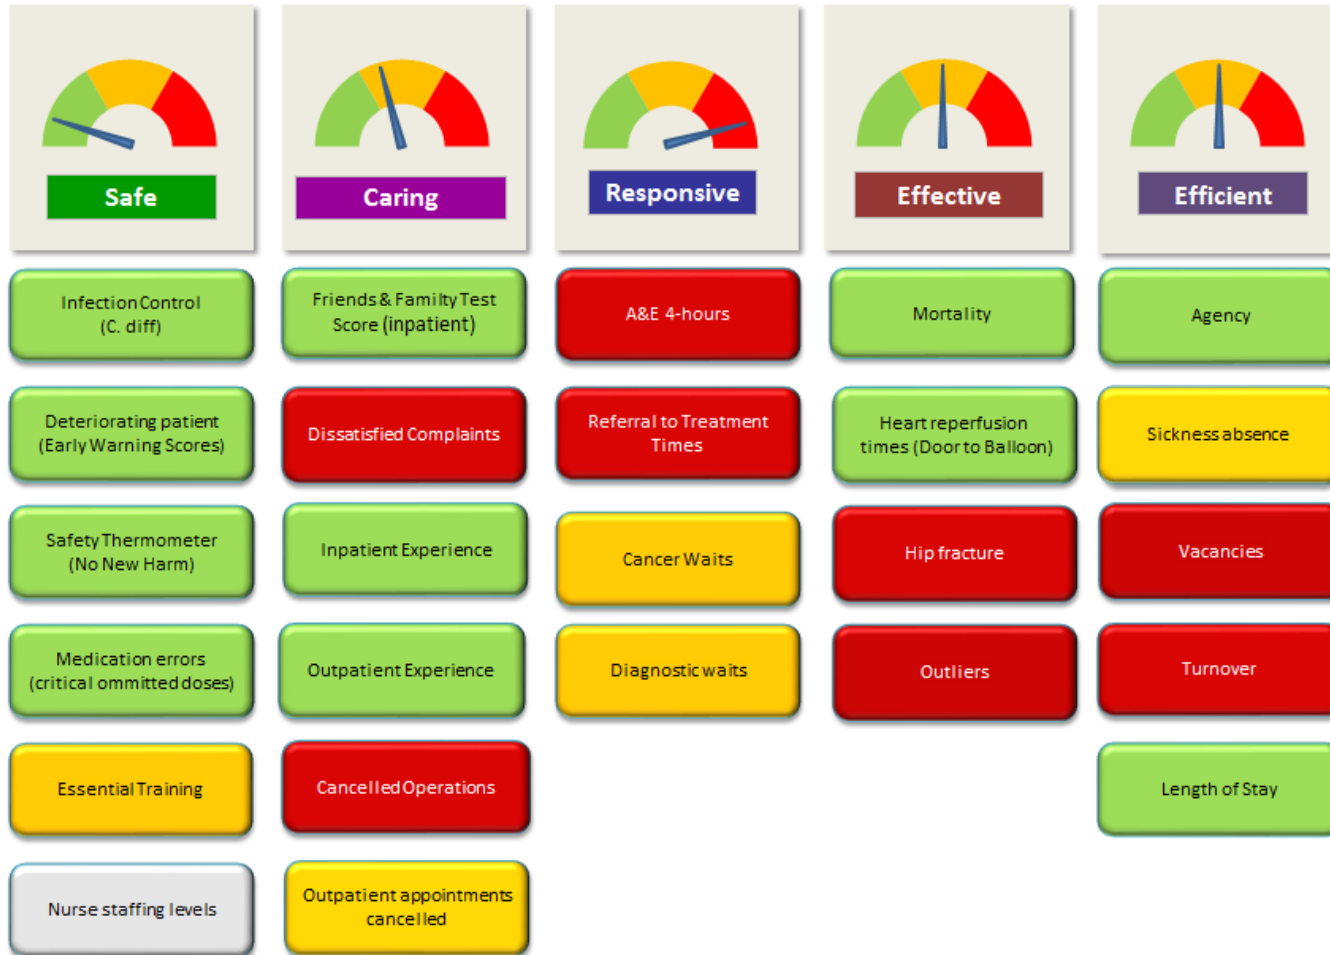 Safe
Caring
Responsive
Effective
Efficient
Infection Control
(C. diff)
Friends & Familty Test
Score (inpatient)
A&E 4-hours
Mortality
Agency
Deteriorating patient
(Early Warning Scores)
Dissatisfied Complaints
Referral to Treatment
Times
Heart reperfusion
times (Door to Balloon)
Sickness absence
Safety Thermometer
(No New Harm)
Inpatient Experience
Cancer Waits
Hip fracture
Vacancies
Medication errors
(critical ommitted doses)
Outpatient Experience
Diagnostic waits
Outliers
Turnover
Essential Training
Cancelled Operations
Length of Stay
Nurse staffing levels
Outpatient appointments
cancelled